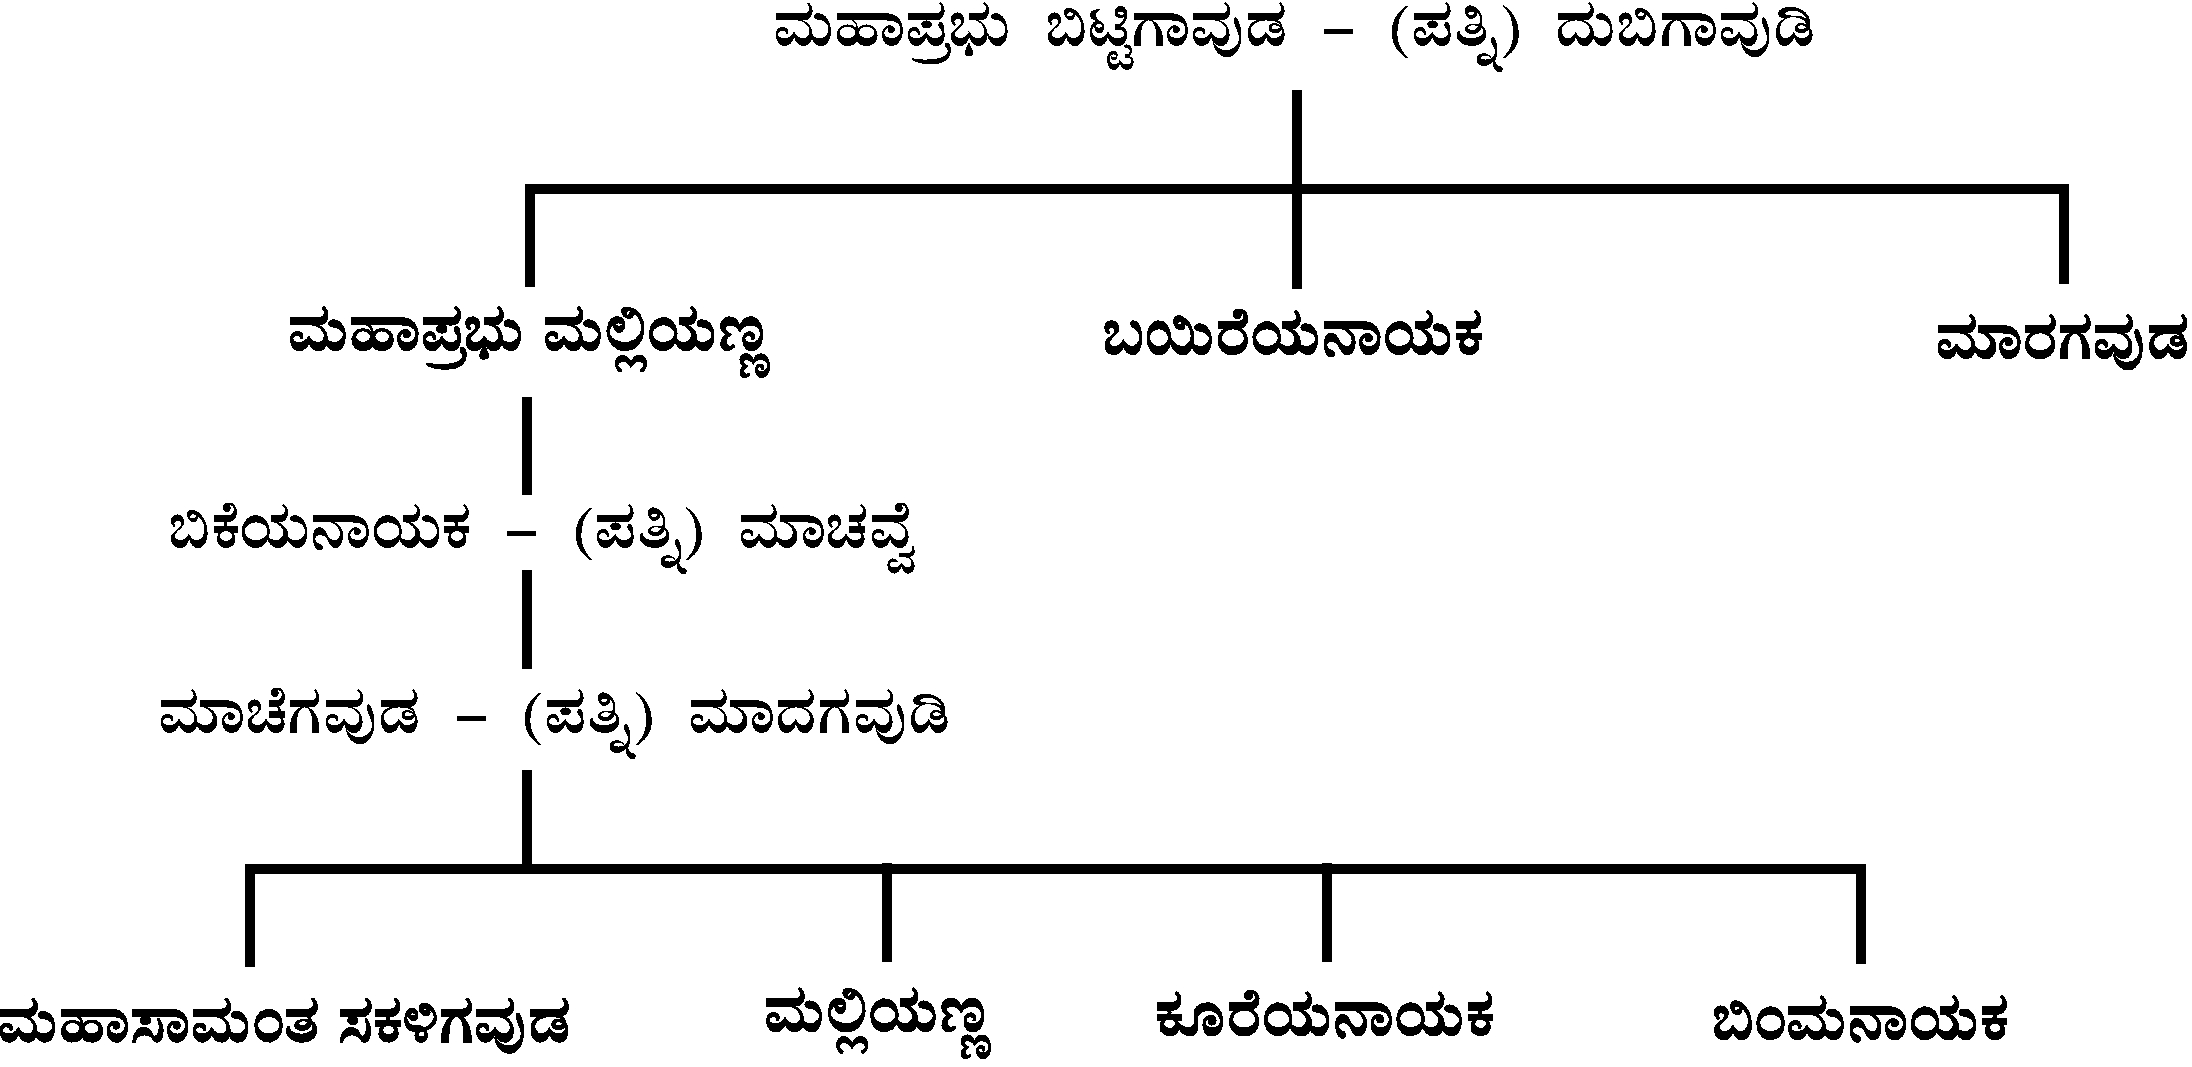 ಮಹಾಪ್ರಭು ಬಿಟ್ಟಿಗಾವುಡ – (ಪತ್ನಿ) ದುಬಿಗಾವುಡಿ
ಮಹಾಪ್ರಭು ಮಲ್ಲಿಯಣ್ಣ ಬಯಿರೆಯನಾಯಕ ಮಾರಗವುಡ
ಬಿಕೆಯನಾಯಕ – (ಪತ್ನಿ) ಮಾಚವ್ವೆ
ಮಾಚೆಗವುಡ – (ಪತ್ನಿ) ಮಾದಗವುಡಿ
ಮಹಾಸಾಮಂತ ಸಕಳಿಗವುಡ ಮಲ್ಲಿಯಣ್ಣ ಕೂರೆಯನಾಯಕ ಬಿಂಮನಾಯಕ